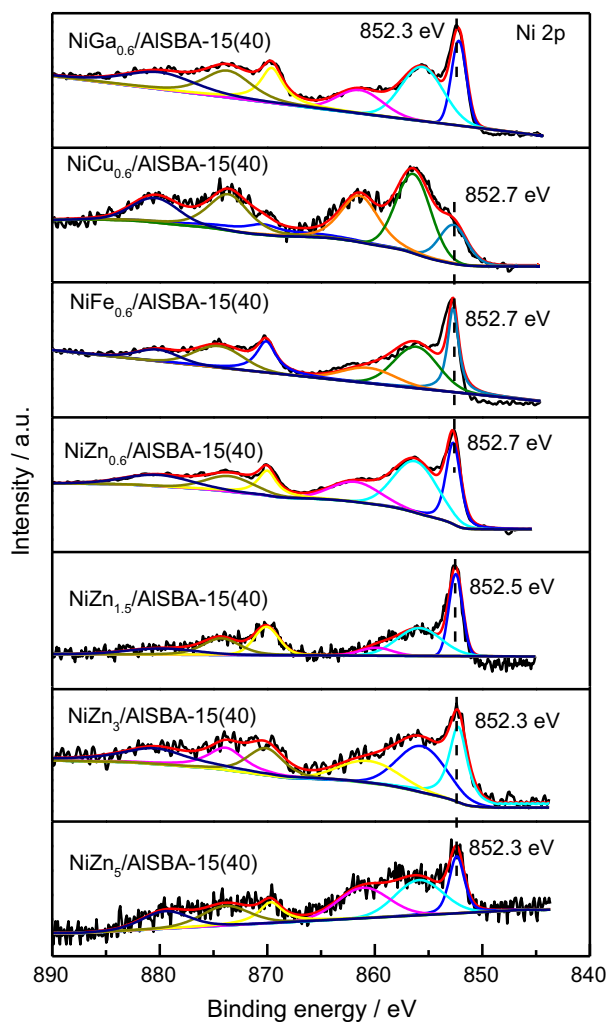 NiGa0.6/AlSBA-15(40) 852.3 eV Ni 2p
NiCu0.6/AlSBA-15(40)
852.7 eV
NiFe0.6/AlSBA-15(40)
852.7 eV
NiZn0.6/AlSBA-15(40)
852.7 eV
NiZn1.5/AlSBA-15(40)
852.5 eV
NiZn3/AlSBA-15(40)
852.3 eV
NiZn5/AlSBA-15(40)
852.3 eV
Intensity / a.u.
890 880 870 860 850 840
Binding energy / eV